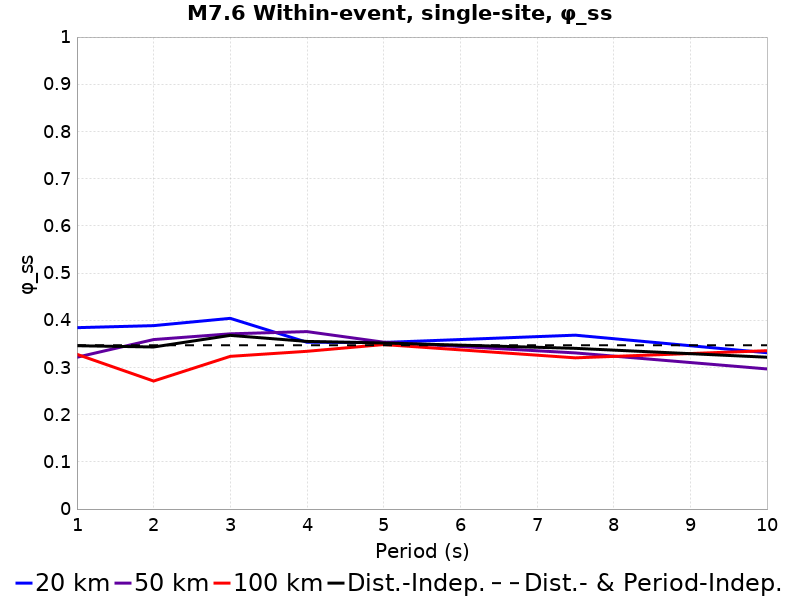 M7.6 Within-event, single-site, φ_ss
1
0.9
0.8
0.7
0.6
0.5
0.4
0.3
0.2
0.1
0
φ_ss
1 2 3 4 5 6 7 8 9 10
Period (s)
20 km 50 km 100 km Dist.-Indep. Dist.- & Period-Indep.